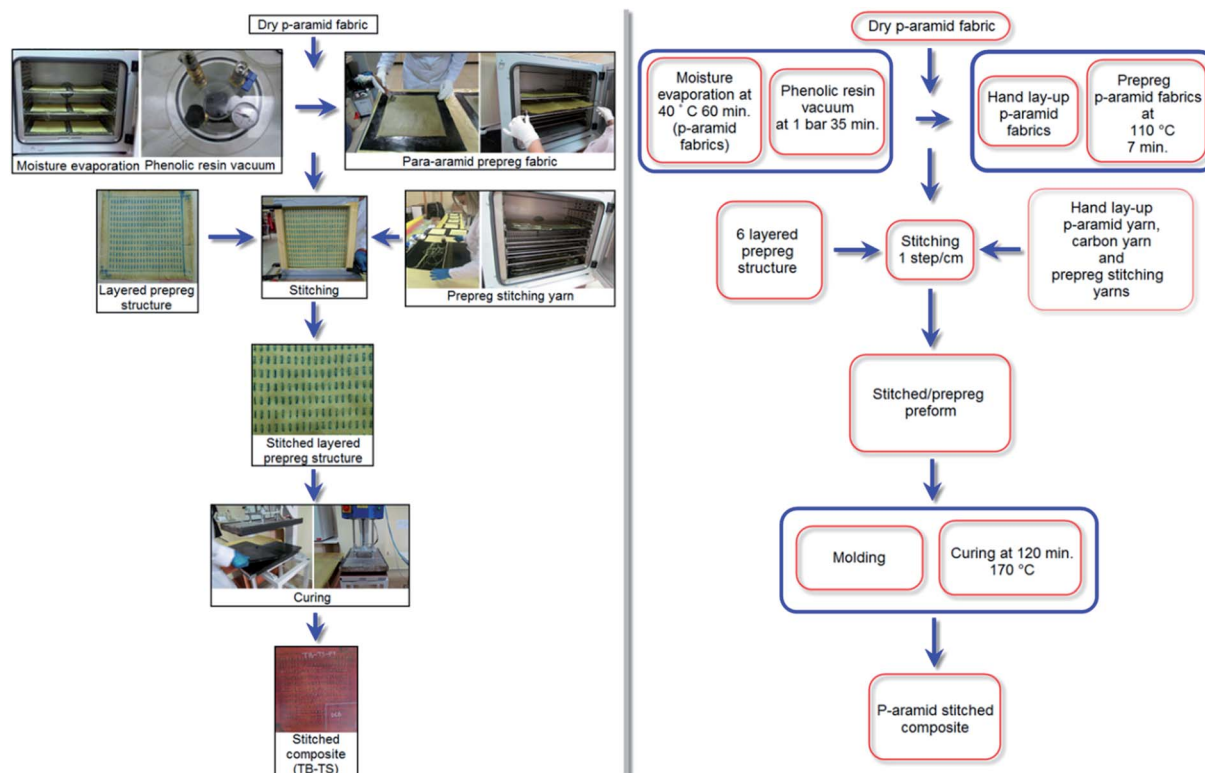 Dry p-aramid fabric
Moisture evaporation
Phenolic resin vacuum
Para-aramid prepreg fabric
Layered prepreg
structure
Stitching
Prepreg stitching yarn
Stitched layered
prepreg structure
Curing
TB-TS-
Stitched
composite
(TB-TS)
Dry p-aramid fabric
Moisture
evaporation at
40 ˚ C 60 min.
(p-aramid
fabrics)
Phenolic resin
vacuum
at 1 bar 35 min.
Hand lay-up
p-aramid
fabrics
Prepreg
p-aramid fabrics
at
110 °C
7 min.
6 layered
prepreg
structure
Stitching
1 step/cm
Hand lay-up
p-aramid yarn,
carbon yarn
and
prepreg stitching
yarns
Stitched/prepreg
preform
Molding
Curing at 120 min.
170 °C
P-aramid stitched
composite